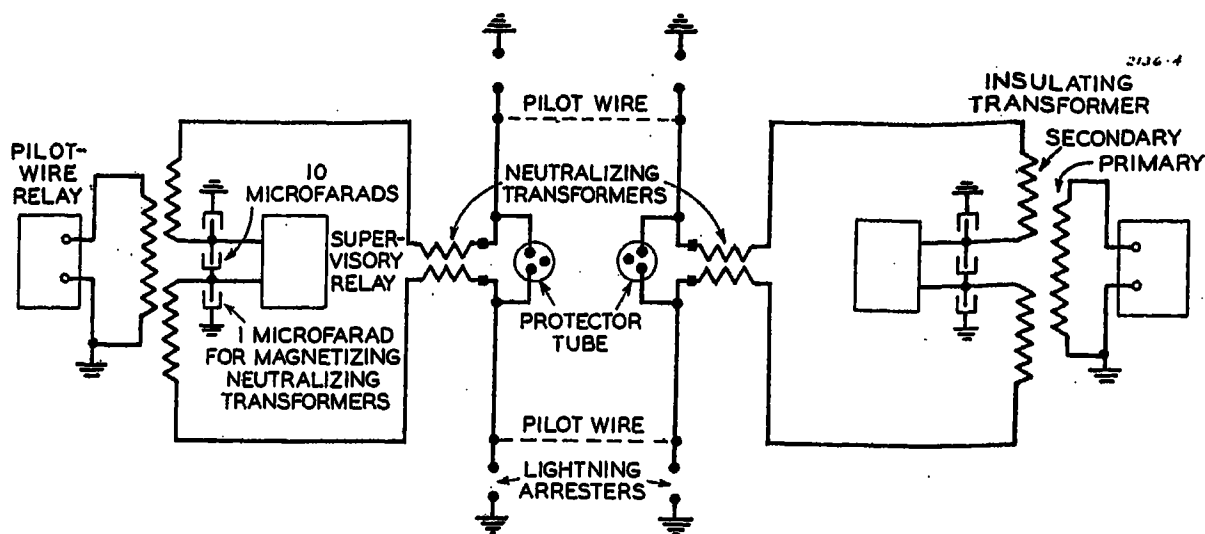 2136-4
INSULATING
TRANSFORMER
SECONDARY
PRIMARY
PILOT WIRE
PILOT-
WIRE
RELAY
10
MICROFARADS
NEUTRALIZING
TRANSFORMERS
SUPER-
VISORY
RELAY
PROTECTOR
TUBE
1 MICROFARAD
FOR MAGNETIZING
NEUTRALIZING
TRANSFORMERS
PILOT WIRE
LIGHTNING
ARRESTERS